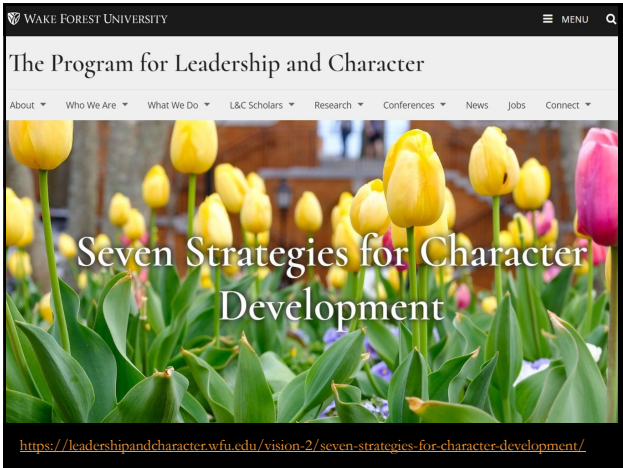 WAKE FOREST UNIVERSITY
MENU
The Program for Leadership and Character
About Who We Are What We Do L&C Scholars Research Conferences News Jobs Connect
Seven Strategies for Character
Development
https://leadershipandcharacter.wfu.edu/vision-2/seven-strategies-for-character-development/